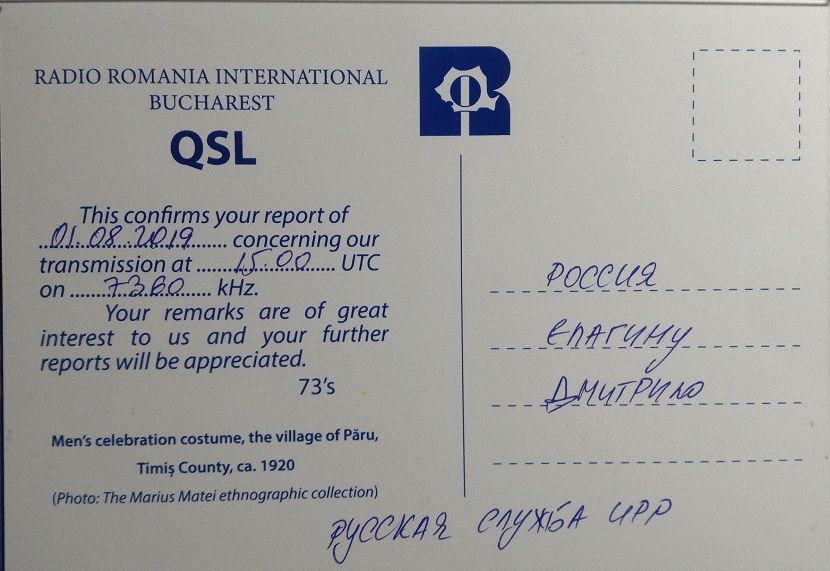 RADIO ROMANIA INTERNATIONAL
BUCHAREST
QSL
This confirms your report of
01.08.2019 concerning our
transmission at 15.00 UTC
on 7360 kHz.
Your remarks are of great
interest to us and your further
reports will be appreciated.
73's
Men's celebration costume, the village of Păru,
Timiş County, ca. 1920
(Photo: The Marius Matei ethnographic collection)
R
РОССИЯ
ЕЛАГИНУ
ДМИТРИЮ
РУССКАЯ СЛУЖБА ИРР